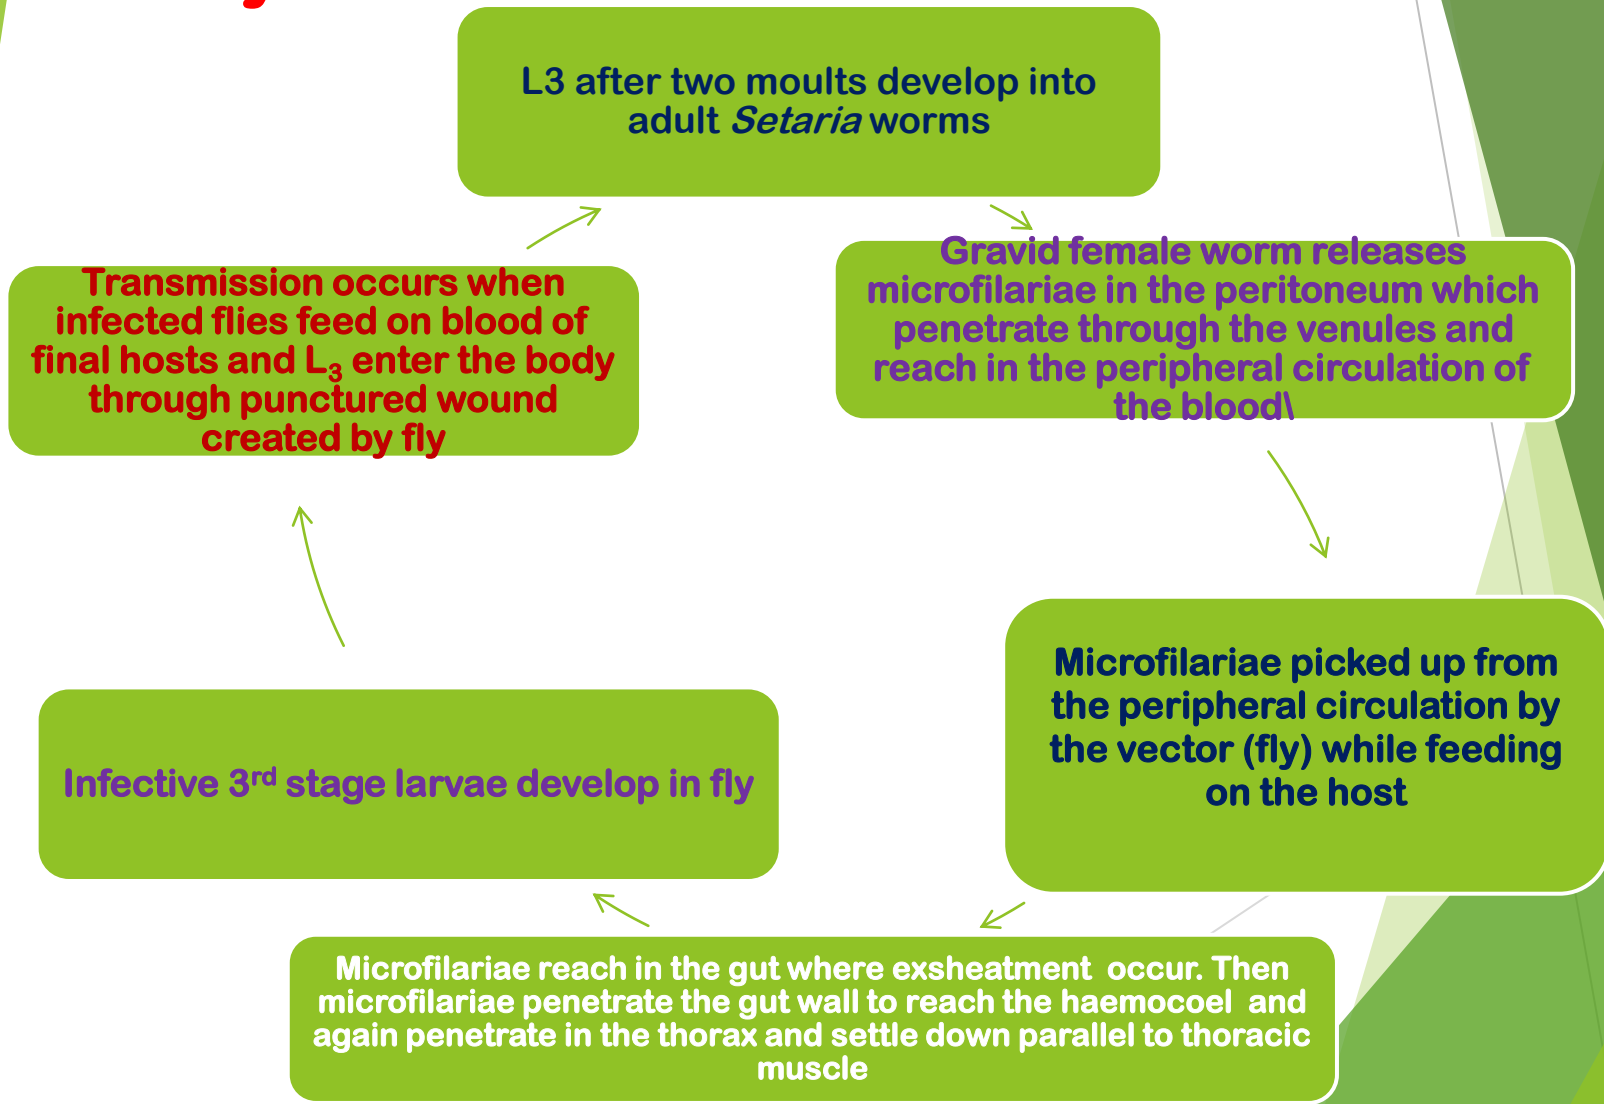 L3 after two moults develop into
adult Setaria worms
Gravid female worm releases
microfilariae in the peritoneum which
penetrate through the venules and
reach in the peripheral circulation of
the blood\
Microfilariae picked up from
the peripheral circulation by
the vector (fly) while feeding
on the host
Microfilariae reach in the gut where exsheatment occur. Then
microfilariae penetrate the gut wall to reach the haemocoel and
again penetrate in the thorax and settle down parallel to thoracic
muscle
Infective 3rd stage larvae develop in fly
Transmission occurs when
infected flies feed on blood of
final hosts and L3 enter the body
through punctured wound
created by fly